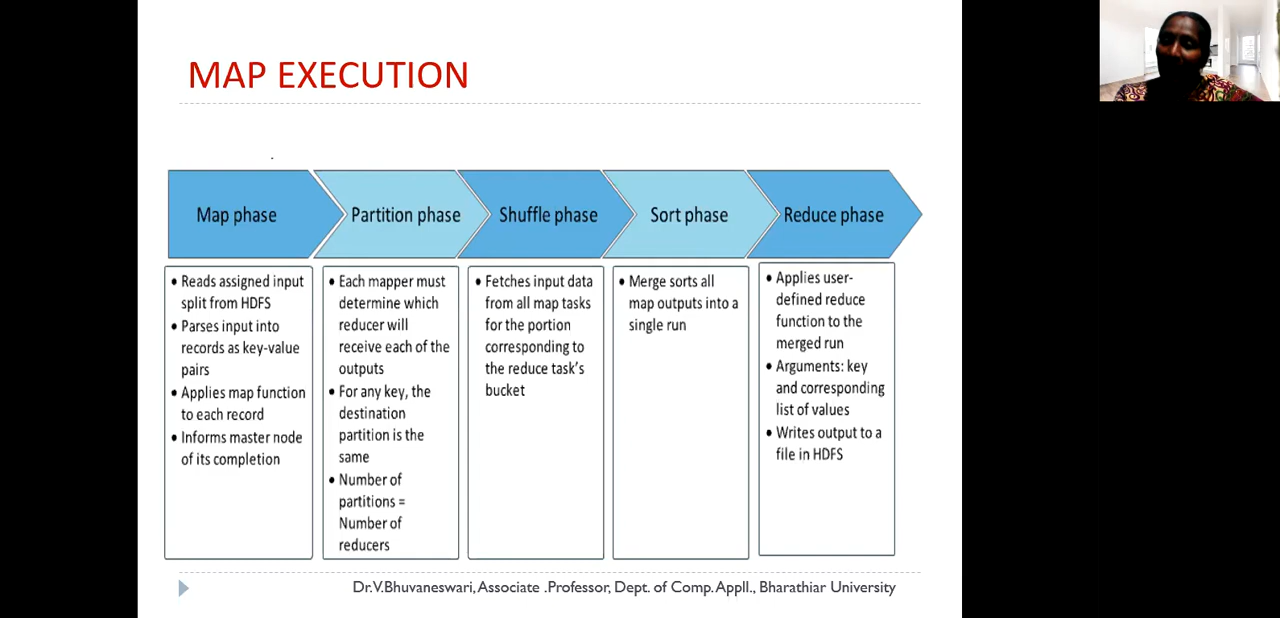 MAP EXECUTION
Map phase
Partition phase
Shuffle phase
Sort phase
Reduce phase
• Reads assigned input
split from HDFS
• Parses input into
records as key-value
pairs
• Applies map function
to each record
• Informs master node
of its completion
• Each mapper must
determine which
reducer will
receive each of the
outputs
• For any key, the
destination
partition is the
same
• Number of
partitions =
Number of
reducers
• Fetches input data
from all map tasks
for the portion
corresponding to
the reduce task's
bucket
• Merge sorts all
map outputs into a
single run
• Applies user-
defined reduce
function to the
merged run
• Arguments: key
and corresponding
list of values
• Writes output to a
file in HDFS
Dr.V.Bhuvaneswari, Associate .Professor, Dept. of Comp. Appll., Bharathiar University